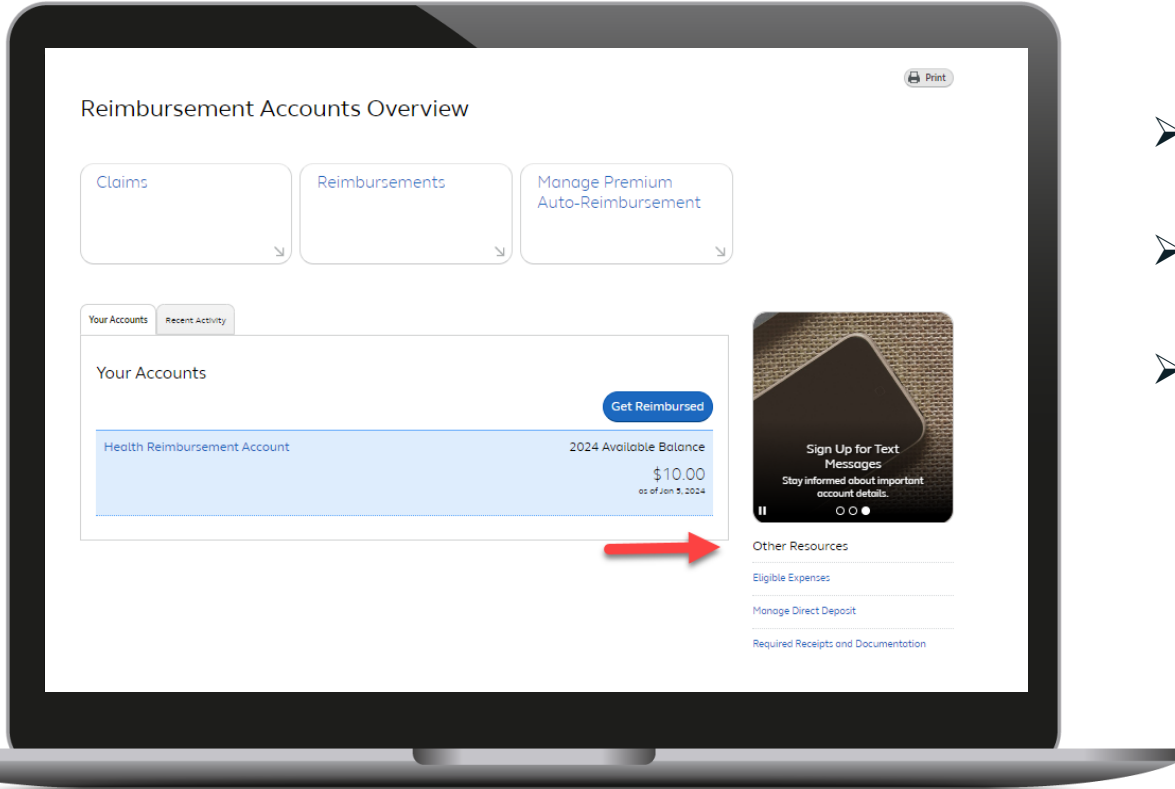 Print
Reimbursement Accounts Overview
Claims
Reimbursements
Manage Premium
Auto-Reimbursement
Your Accounts
Recent Activity
Your Accounts
Get Reimbursed
Health Reimbursement Account
2024 Available Balance
$10.00
as of Jan 5, 2024
Sign Up for Text
Messages
Stay informed about important
account details.
Other Resources
Eligible Expenses
Manage Direct Deposit
Required Receipts and Documentation